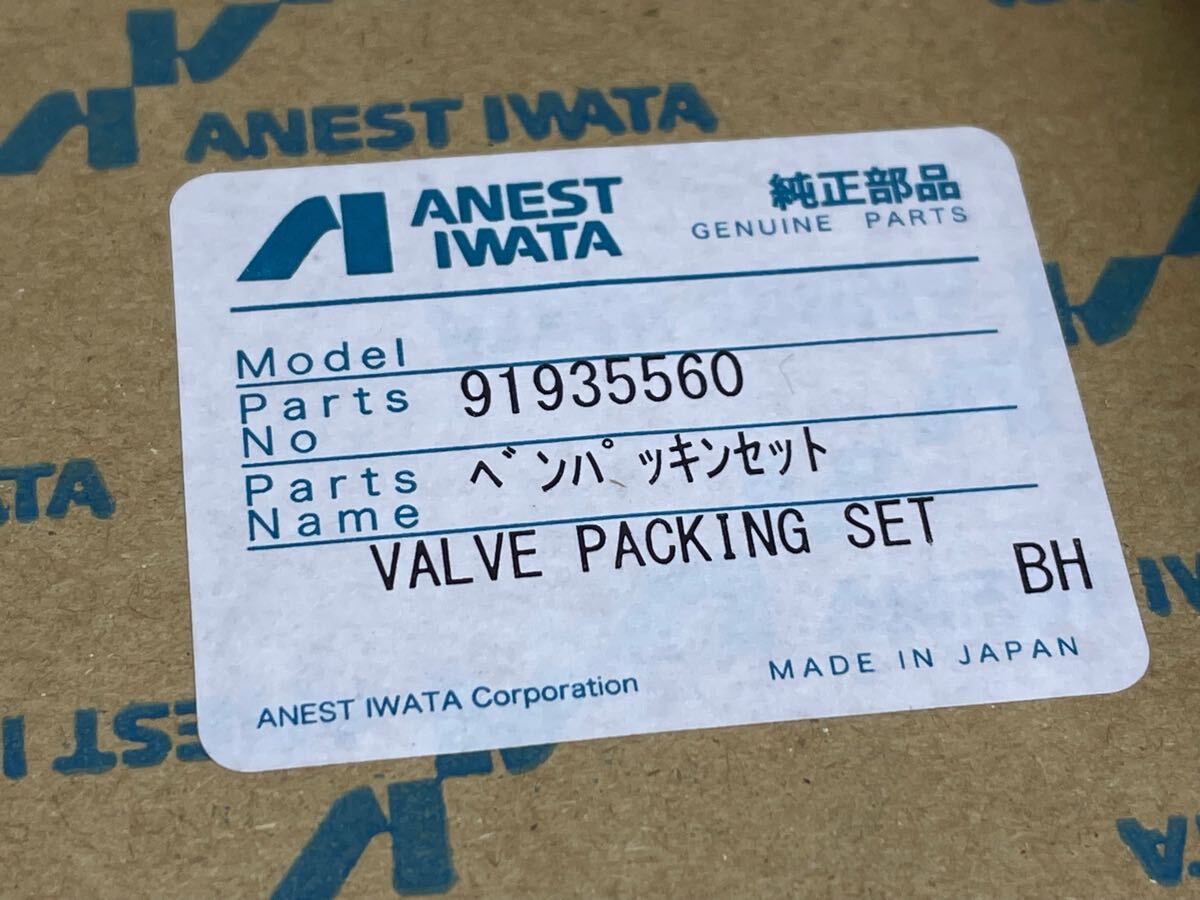 ANEST IWATA
ANEST
IWATA
純正部品
GENUINE PARTS
Model
Parts
No
91935560
Parts
Name
ベンパッキンセット
VALVE PACKING SET
BH
MADE IN JAPAN
ANEST IWATA Corporation